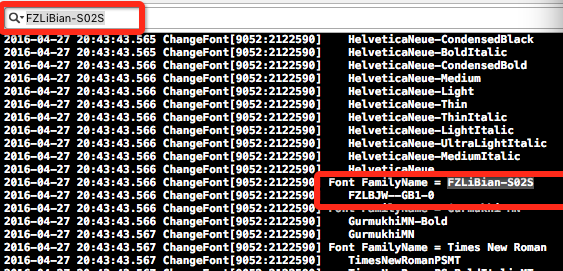 FZLiBian-S02S
2016-04-27 20:43:43.565 ChangeFont[9052:2122590] HelveticaNeue-CondensedBlack
2016-04-27 20:43:43.565 ChangeFont[9052:2122590] HelveticaNeue-BoldItalic
2016-04-27 20:43:43.566 ChangeFont[9052:2122590] HelveticaNeue-CondensedBold
2016-04-27 20:43:43.566 ChangeFont[9052:2122590] HelveticaNeue-Medium
2016-04-27 20:43:43.566 ChangeFont[9052:2122590] HelveticaNeue-Light
2016-04-27 20:43:43.566 ChangeFont[9052:2122590] HelveticaNeue-Thin
2016-04-27 20:43:43.566 ChangeFont[9052:2122590] HelveticaNeue-ThinItalic
2016-04-27 20:43:43.566 ChangeFont[9052:2122590] HelveticaNeue-LightItalic
2016-04-27 20:43:43.566 ChangeFont[9052:2122590] HelveticaNeue-UltraLightItalic
2016-04-27 20:43:43.566 ChangeFont[9052:2122590] HelveticaNeue-MediumItalic
2016-04-27 20:43:43.566 ChangeFont[9052:2122590] HelveticaNeue
2016-04-27 20:43:43.566 ChangeFont[9052:2122590] Font FamilyName = FZLiBian-S02S
2016-04-27 20:43:43.566 ChangeFont[9052:2122590] FZLBJW--GB1-0
2016-04-27 20:43:43.566 ChangeFont[9052:2122590] Font FamilyName = Gurmukhi MN
2016-04-27 20:43:43.566 ChangeFont[9052:2122590] GurmukhiMN-Bold
2016-04-27 20:43:43.567 ChangeFont[9052:2122590] GurmukhiMN
2016-04-27 20:43:43.567 ChangeFont[9052:2122590] Font FamilyName = Times New Roman
2016-04-27 20:43:43.567 ChangeFont[9052:2122590] TimesNewRomanPSMT